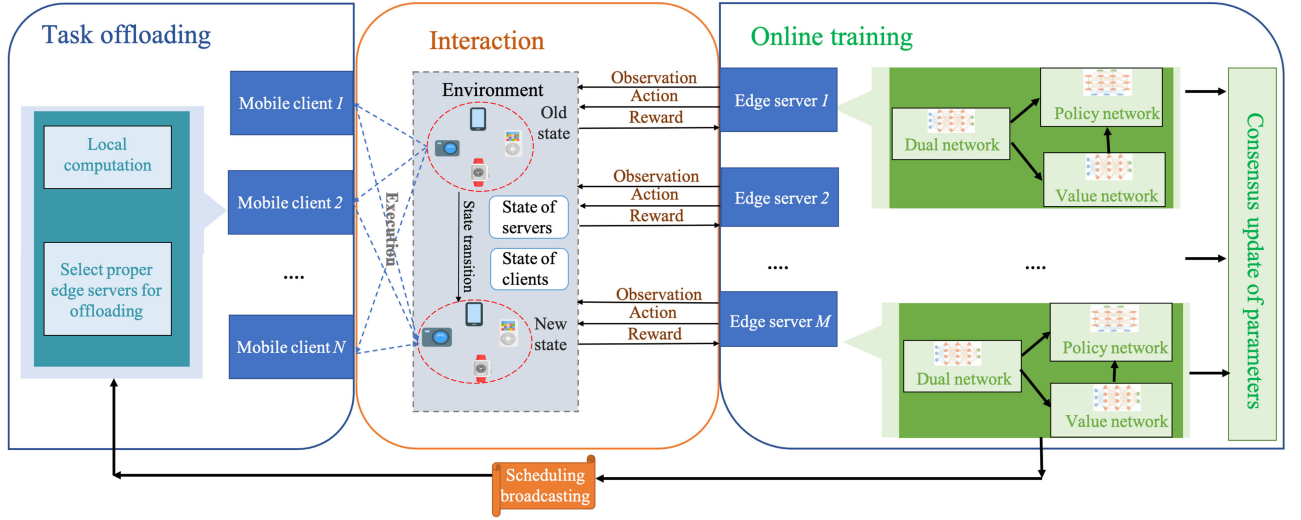 Task offloading
Local
computation
Select proper
edge servers for
offloading
Mobile client 1
Mobile client 2
....
Mobile client N
Interaction
Execution
Environment
Old
state
State transition
State of
servers
State of
clients
New
state
Observation
Action
Reward
Observation
Action
Reward
Observation
Action
Reward
Online training
Edge server 1
Edge server 2
....
Edge server M
Dual network
Policy network
Value network
....
Dual network
Policy network
Value network
Consensus update of parameters
Scheduling
broadcasting